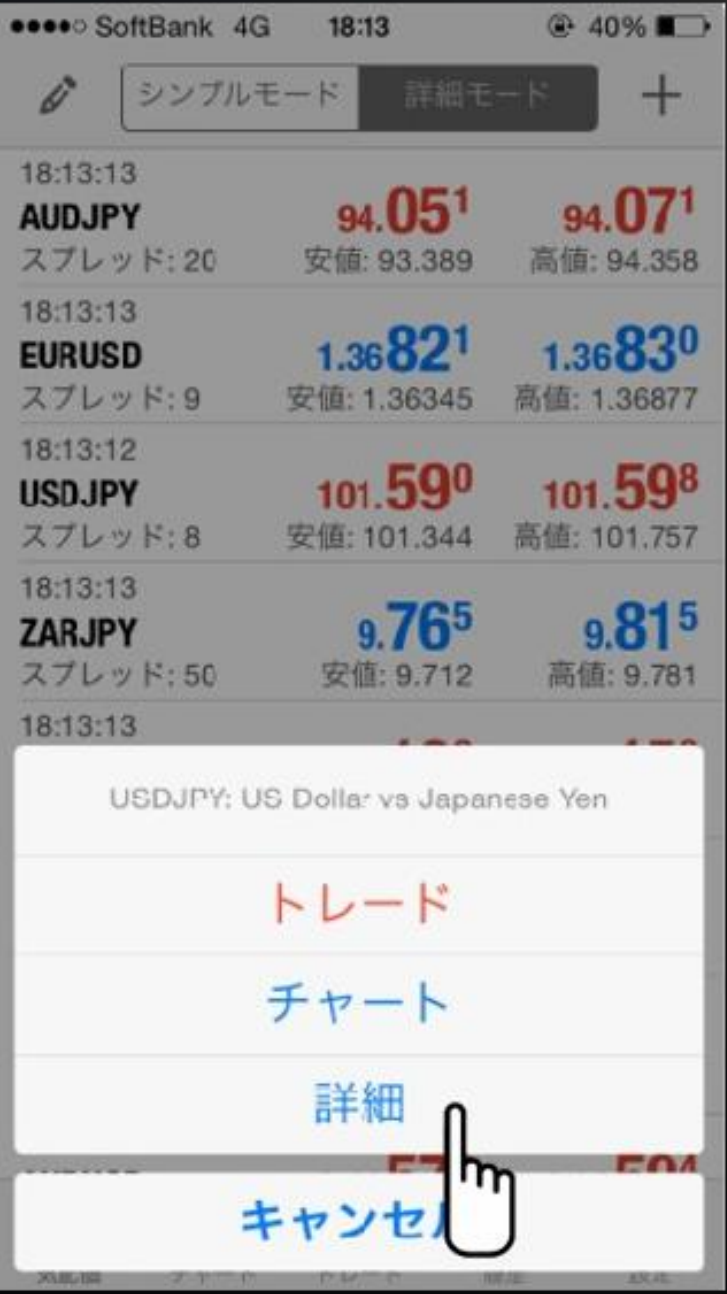 SoftBank 4G 18:13 40%
シンプルモード 詳細モード
18:13:13
AUDJPY 94.051 94.071
スプレッド: 20 安値: 93.389 高値: 94.358
18:13:13
EURUSD 1.36821 1.36830
スプレッド: 9 安値: 1.36345 高値: 1.36877
18:13:12
USDJPY 101.590 101.598
スプレッド: 8 安値: 101.344 高値: 101.757
18:13:13
ZARJPY 9.765 9.815
スプレッド: 50 安値: 9.712 高値: 9.781
18:13:13
USDJPY: US Dollar vs Japanese Yen
トレード
チャート
詳細
キャンセル